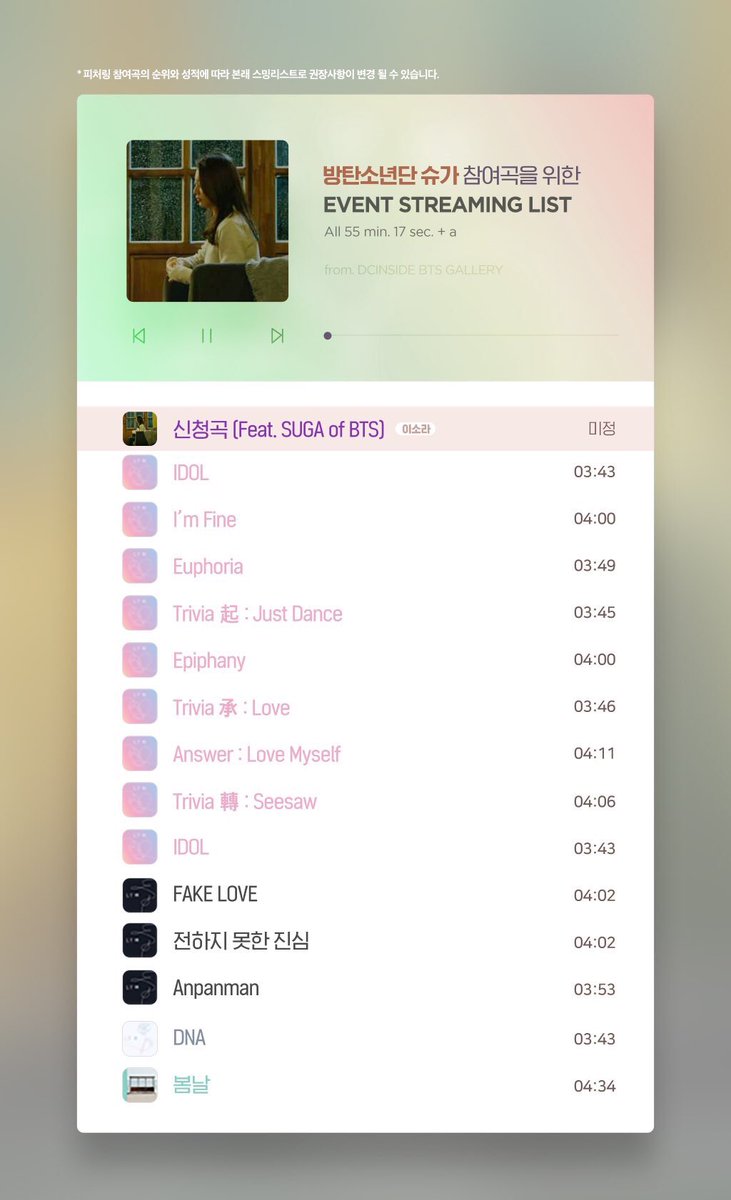 * 피처링 참여곡의 순위와 성적에 따라 본래 스밍리스트로 권장사항이 변경 될 수 있습니다.
방탄소년단 슈가 참여곡을 위한
EVENT STREAMING LIST
All 55 min. 17 sec. + a
from. DCINSIDE BTS GALLERY
신청곡 (Feat. SUGA of BTS) 이소라 미정
IDOL 03:43
I'm Fine 04:00
Euphoria 03:49
Trivia 起 : Just Dance 03:45
Epiphany 04:00
Trivia 承 : Love 03:46
Answer : Love Myself 04:11
Trivia 轉 : Seesaw 04:06
IDOL 03:43
FAKE LOVE 04:02
전하지 못한 진심 04:02
Anpanman 03:53
DNA 03:43
봄날 04:34